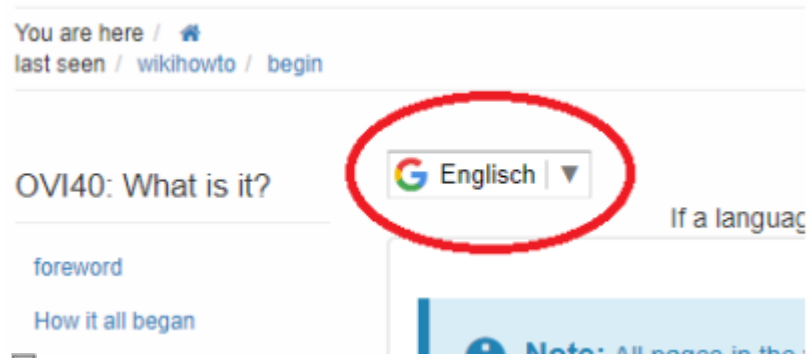 You are here /
last seen / wikihowto / begin
Englisch
OVI40: What is it?
If a languag
foreword
How it all began
Note: All pages in the